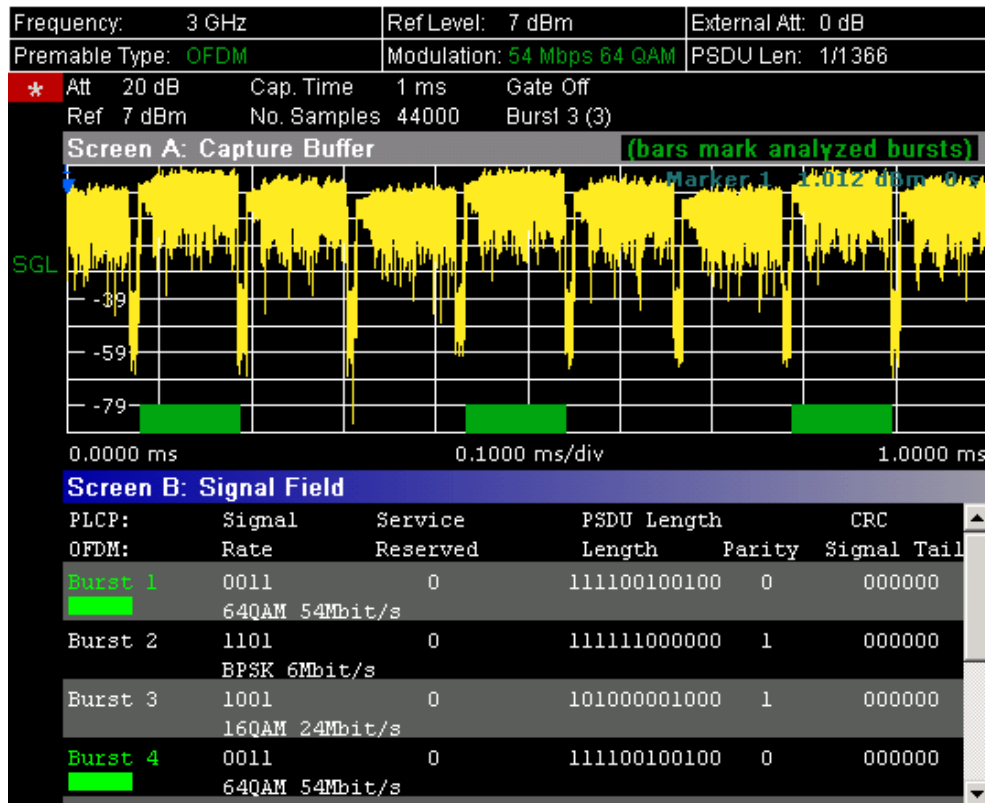 Frequency: 3 GHz Ref Level: 7 dBm External Att: 0 dB
Premable Type: OFDM Modulation: 54 Mbps 64 QAM PSDU Len: 1/1366
* Att 20 dB Cap. Time 1 ms Gate Off
Ref 7 dBm No. Samples 44000 Burst 3 (3)
Screen A: Capture Buffer (bars mark analyzed bursts)
Marker 1 1.012 dBm 0 s
SGL
-39
-59
-79
0.0000 ms 0.1000 ms/div 1.0000 ms
Screen B: Signal Field
PLCP: Signal Service PSDU Length CRC
OFDM: Rate Reserved Length Parity Signal Tail
Burst 1 0011 0 111100100100 0 000000
64QAM 54Mbit/s
Burst 2 1101 0 111111000000 1 000000
BPSK 6Mbit/s
Burst 3 1001 0 101000001000 1 000000
16QAM 24Mbit/s
Burst 4 0011 0 111100100100 0 000000
64QAM 54Mbit/s